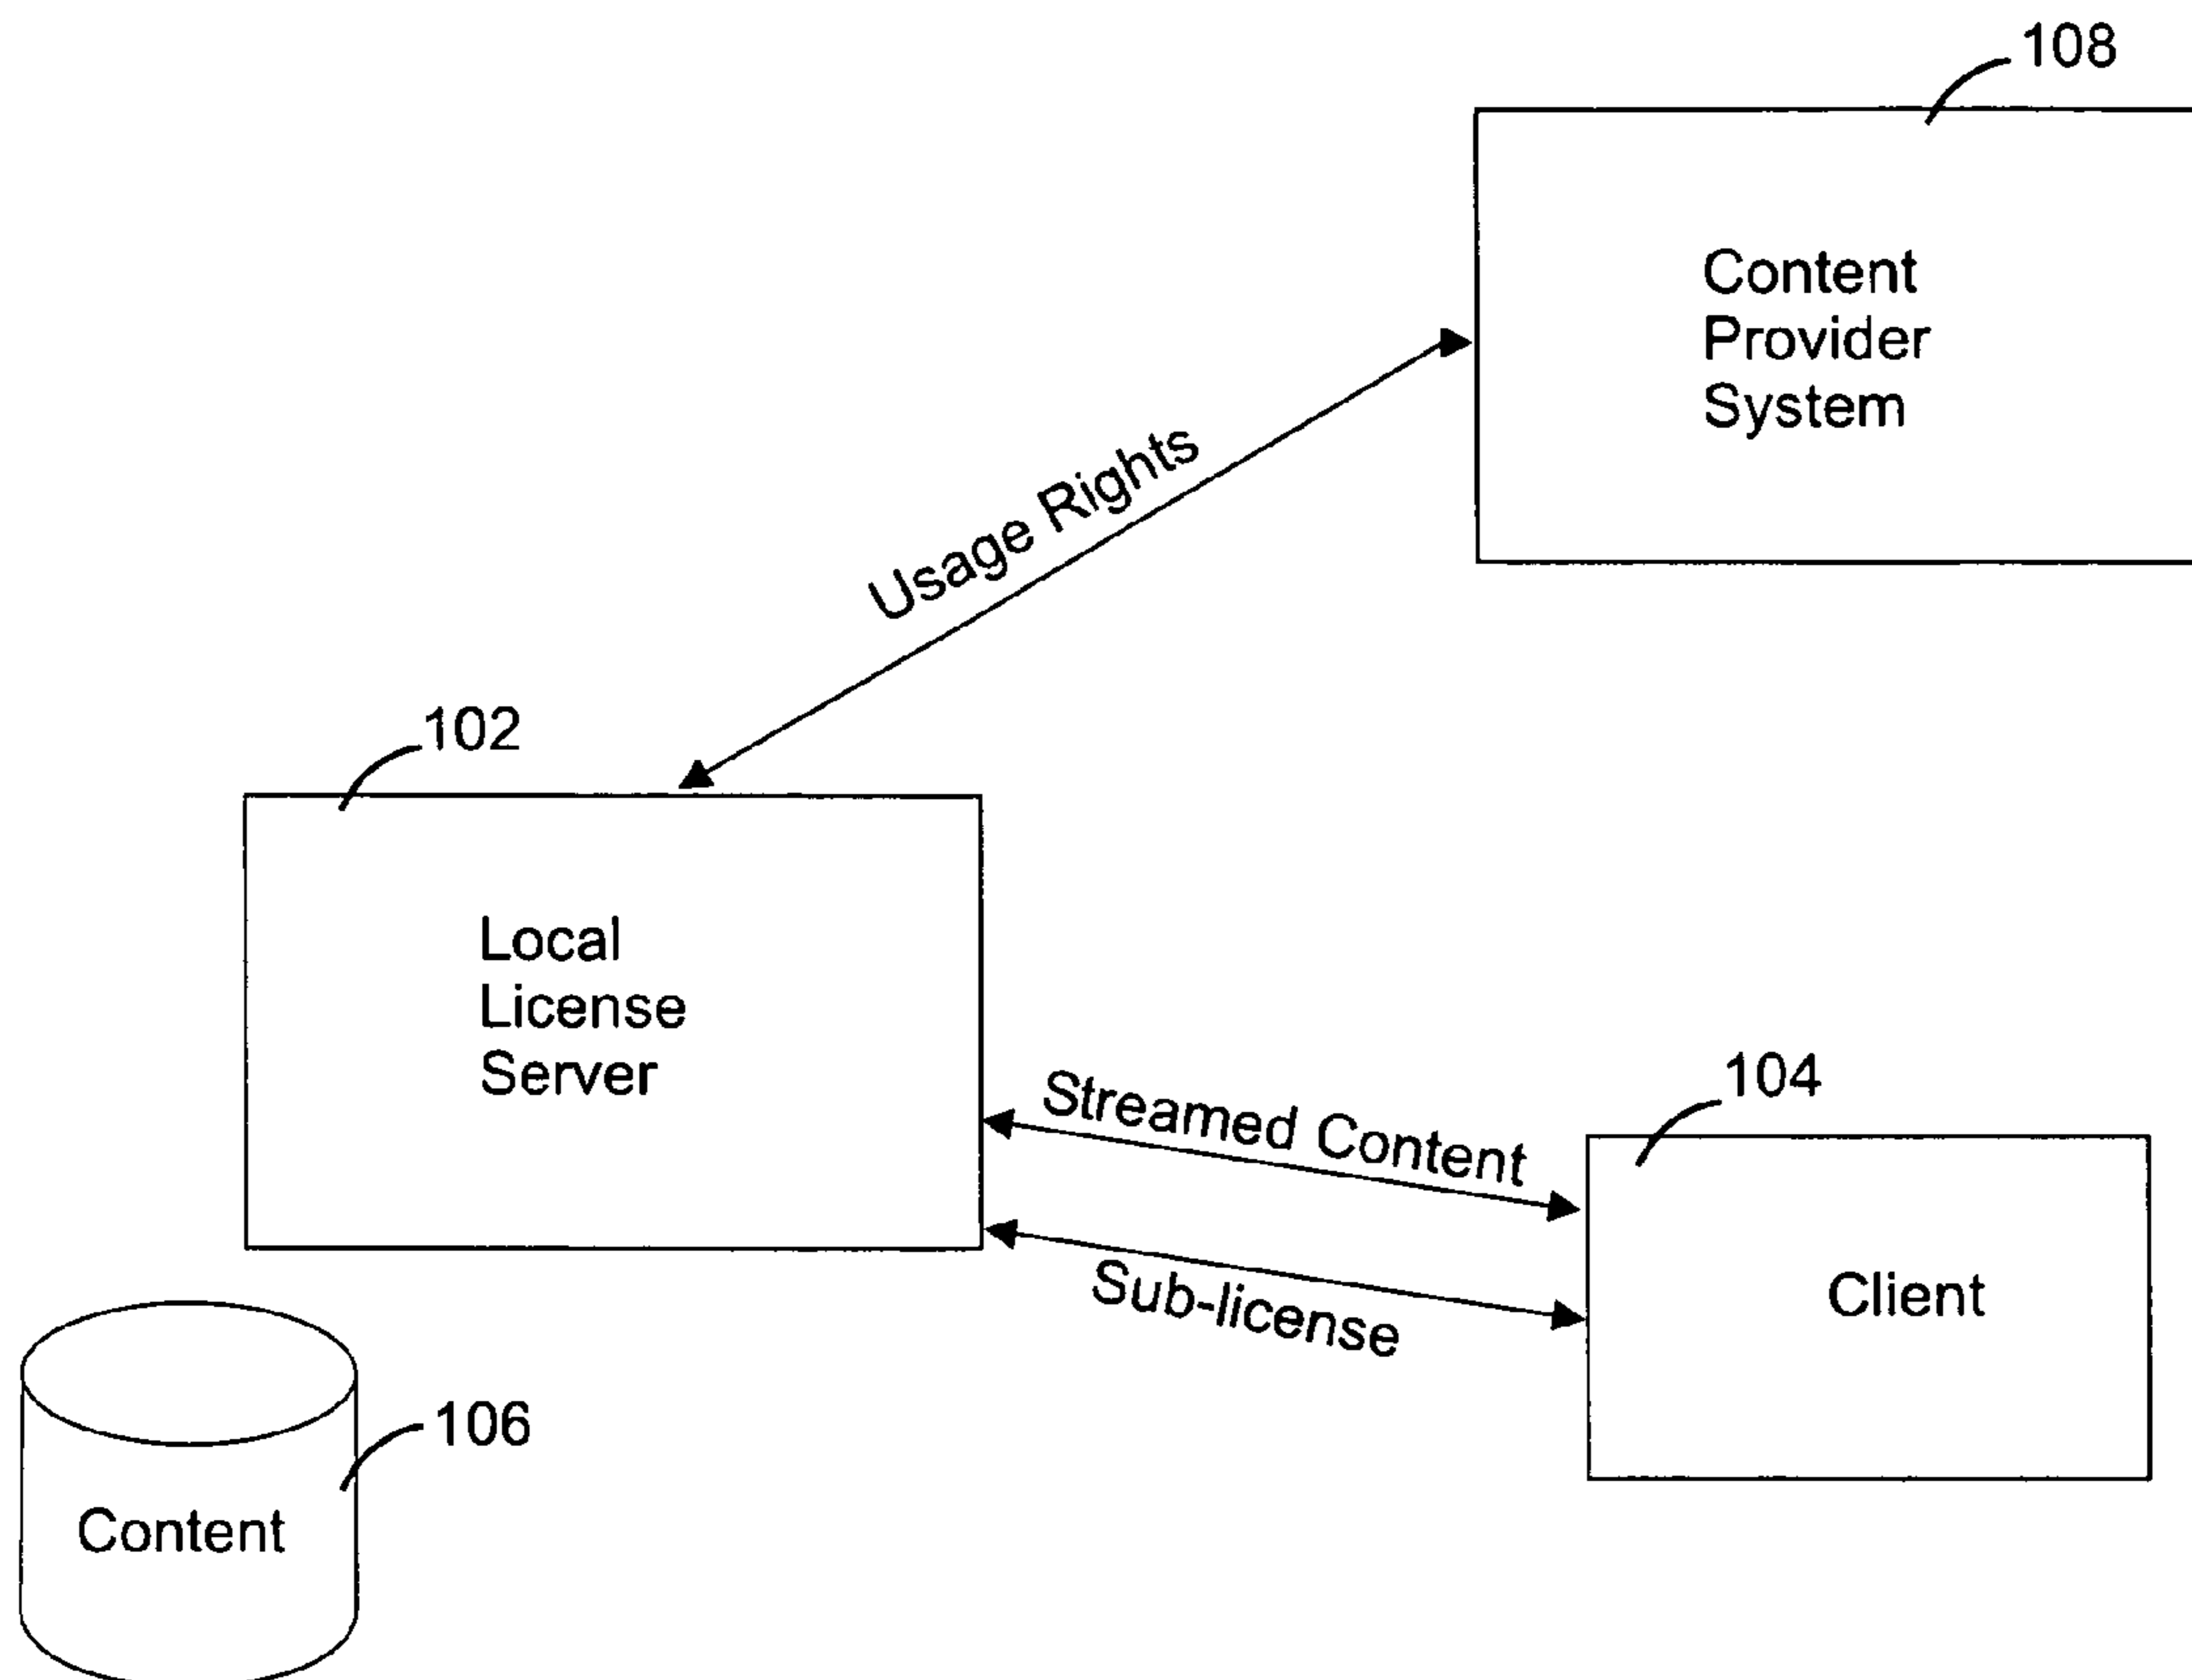 108
Content
Provider
System
Usage Rights
102
Local
License
Server
Streamed Content
104
Sub-license
Client
106
Content